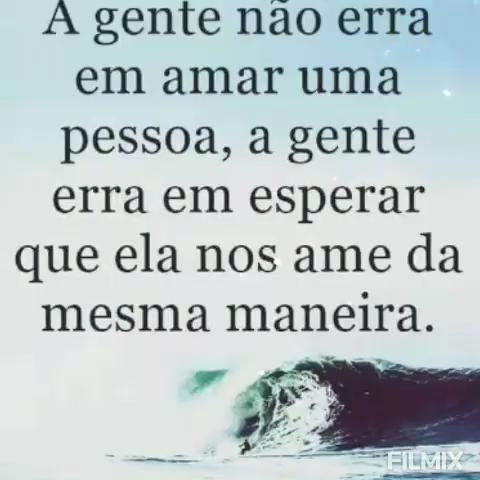 A gente não erra
em amar uma
pessoa, a gente
erra em esperar
que ela nos ame da
mesma maneira.
FILMIX